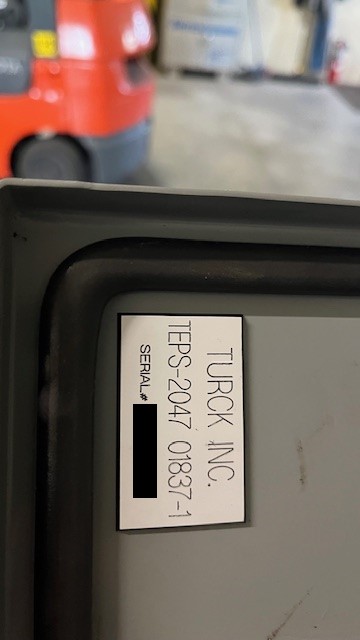 TURCK INC.
TEPS-2047 01837-1
SERIAL#